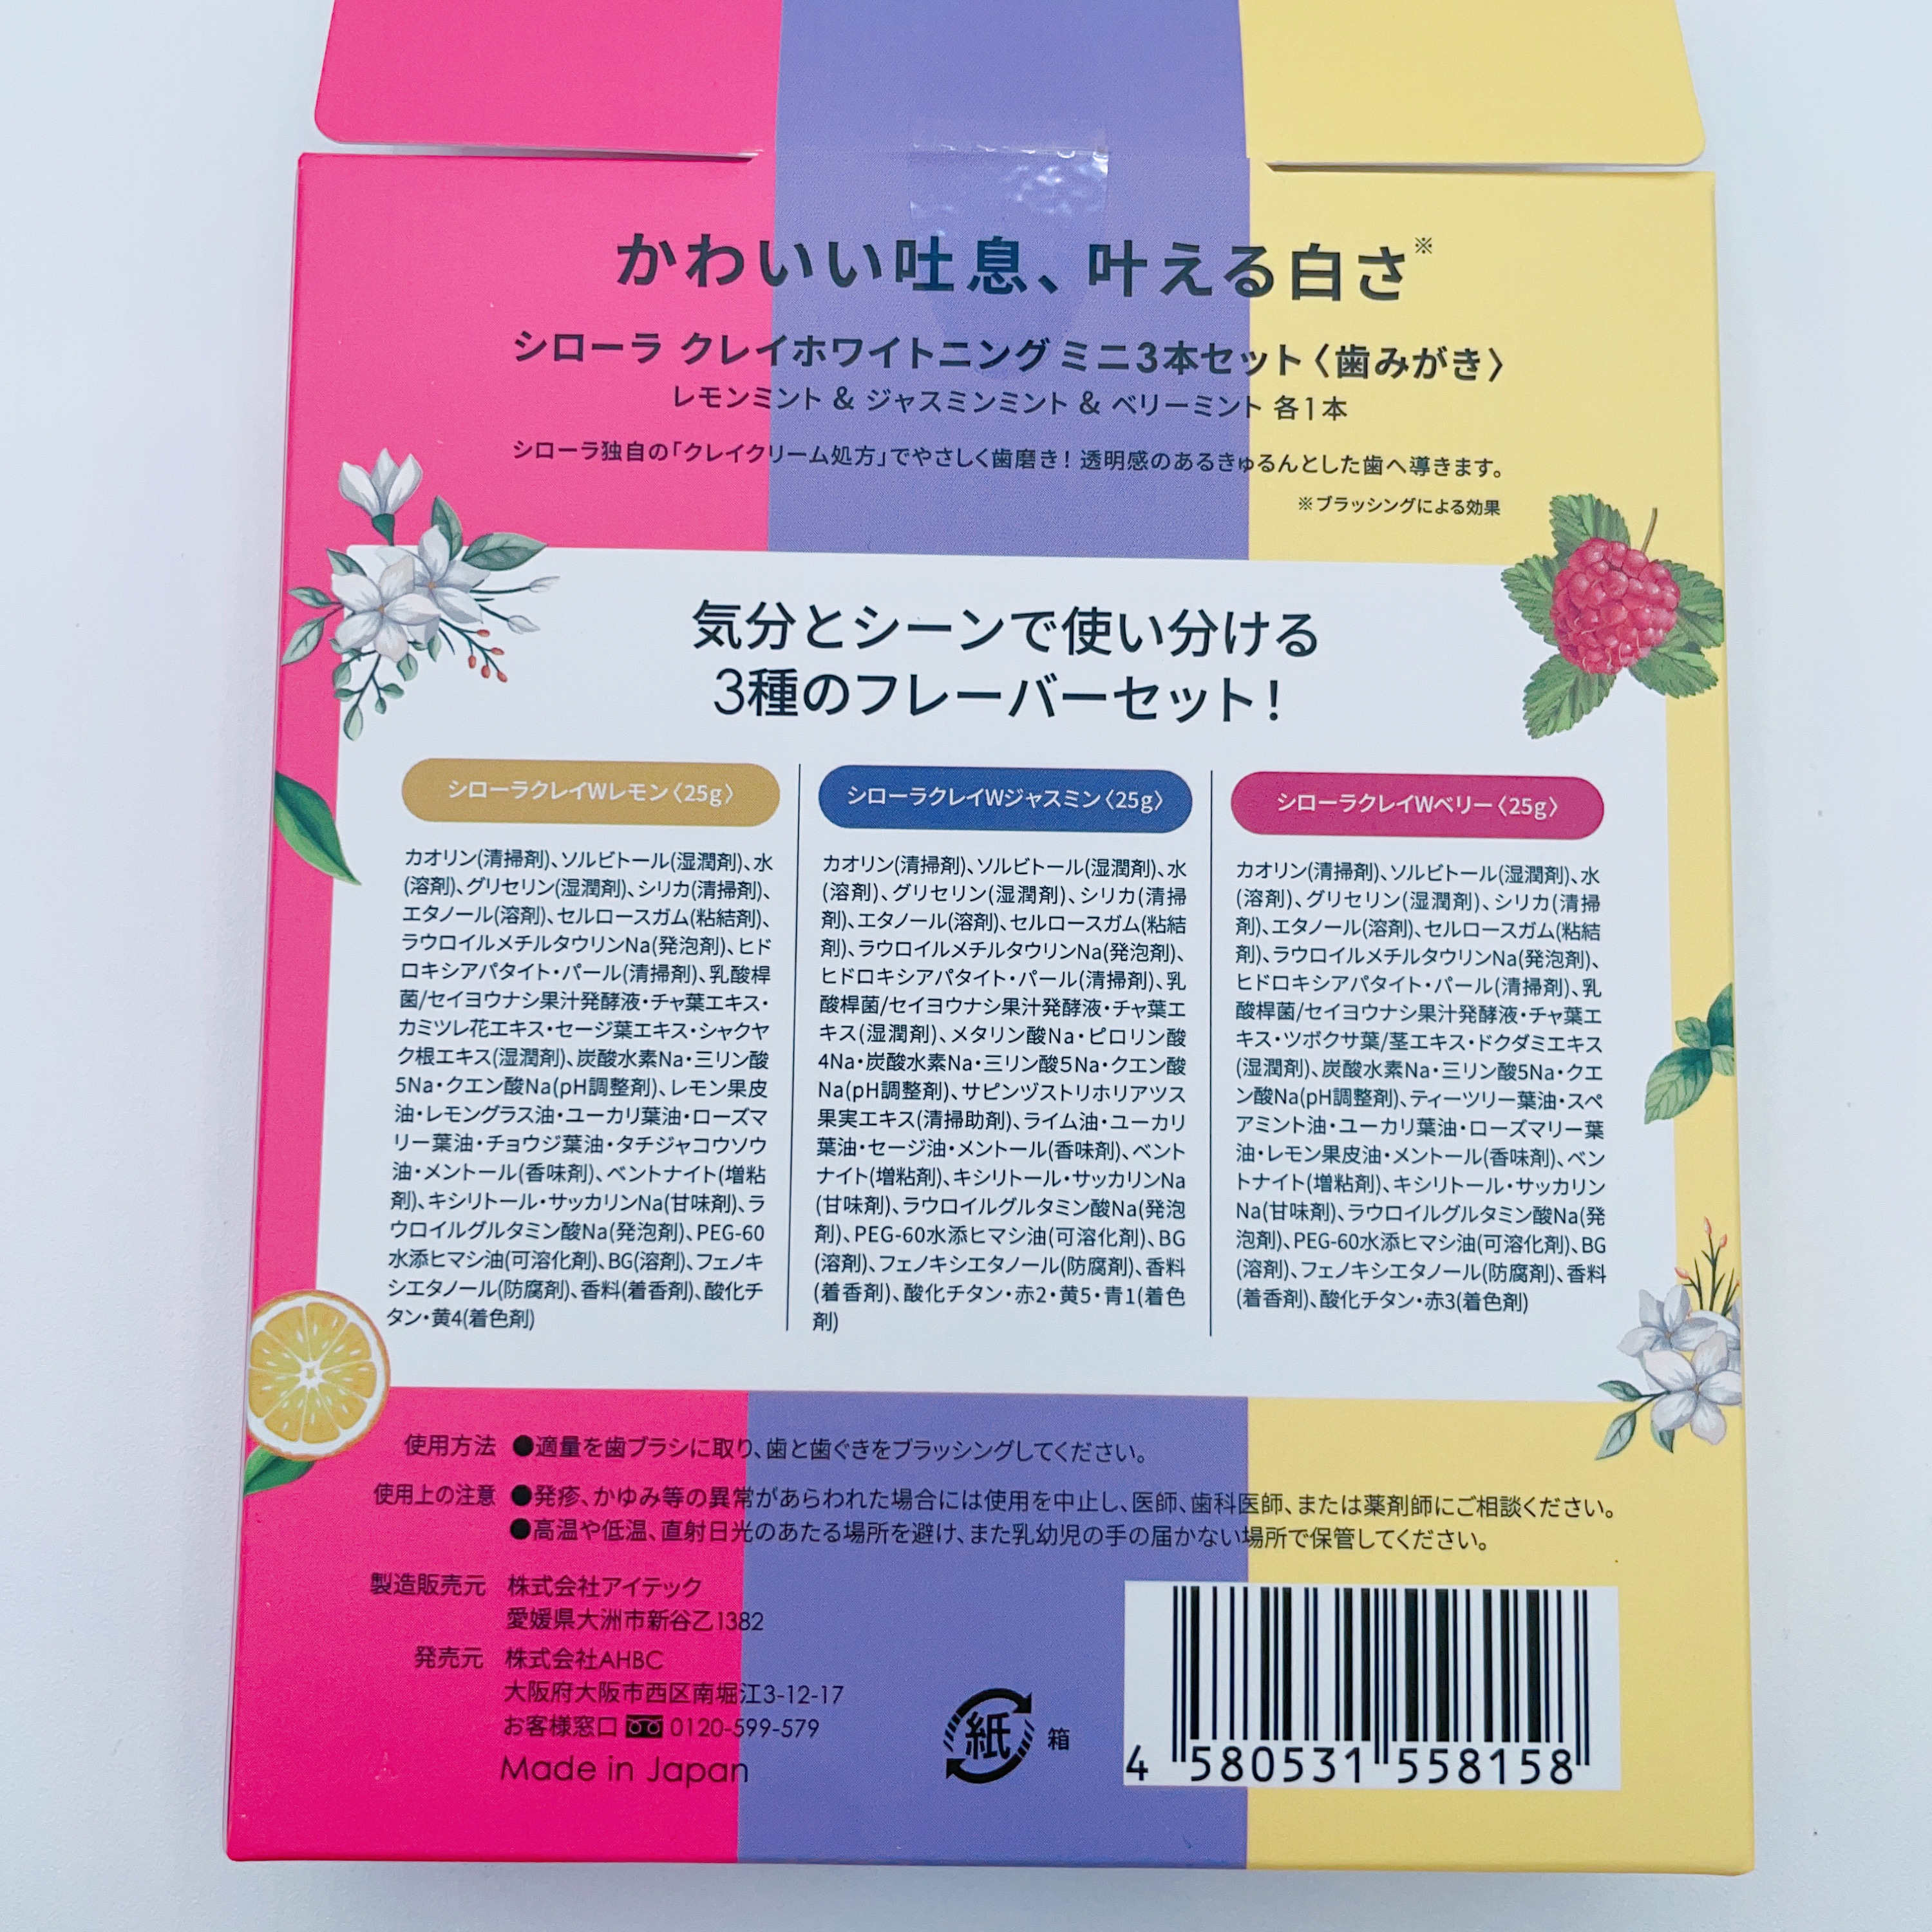 かわいい吐息、叶える白さ※
シローラ クレイホワイトニング ミニ3本セット〈歯みがき〉
レモンミント & ジャスミンミント & ベリーミント 各1本
シローラ独自の「クレイクリーム処方」でやさしく歯磨き！透明感のあるきゅるんとした歯へ導きます。
※ブラッシングによる効果
気分とシーンで使い分ける
3種のフレーバーセット！
シローラクレイWレモン〈25g〉
カオリン(清掃剤)、ソルビトール(湿潤剤)、水
(溶剤)、グリセリン(湿潤剤)、シリカ(清掃剤)、
エタノール(溶剤)、セルロースガム(粘結剤)、
ラウロイルメチルタウリンNa(発泡剤)、ヒド
ロキシアパタイト・パール(清掃剤)、乳酸桿
菌/セイヨウナシ果汁発酵液・チャ葉エキス・
カミツレ花エキス・セージ葉エキス・シャクヤ
ク根エキス(湿潤剤)、炭酸水素Na・三リン酸
5Na・クエン酸Na(pH調整剤)、レモン果皮
油・レモングラス油・ユーカリ葉油・ローズマ
リー葉油・チョウジ葉油・タチジャコウソウ
油・メントール(香味剤)、ベントナイト(増粘
剤)、キシリトール・サッカリンNa(甘味剤)、ラ
ウロイルグルタミン酸Na(発泡剤)、PEG-60
水添ヒマシ油(可溶化剤)、BG(溶剤)、フェノキ
シエタノール(防腐剤)、香料(着香剤)、酸化チ
タン・黄4(着色剤)
シローラクレイWジャスミン〈25g〉
カオリン(清掃剤)、ソルビトール(湿潤剤)、水
(溶剤)、グリセリン(湿潤剤)、シリカ(清掃
剤)、エタノール(溶剤)、セルロースガム(粘結
剤)、ラウロイルメチルタウリンNa(発泡剤)、
ヒドロキシアパタイト・パール(清掃剤)、乳
酸桿菌/セイヨウナシ果汁発酵液・チャ葉エ
キス(湿潤剤)、メタリン酸Na・ピロリン酸
4Na・炭酸水素Na・三リン酸5Na・クエン酸
Na(pH調整剤)、サピンヅストリホリアツス
果実エキス(清掃助剤)、ライム油・ユーカリ
葉油・セージ油・メントール(香味剤)、ベント
ナイト(増粘剤)、キシリトール・サッカリンNa
(甘味剤)、ラウロイルグルタミン酸Na(発泡
剤)、PEG-60水添ヒマシ油(可溶化剤)、BG
(溶剤)、フェノキシエタノール(防腐剤)、香料
(着香剤)、酸化チタン・赤2・黄5・青1(着色
剤)
シローラクレイWベリー〈25g〉
カオリン(清掃剤)、ソルビトール(湿潤剤)、水
(溶剤)、グリセリン(湿潤剤)、シリカ(清掃
剤)、エタノール(溶剤)、セルロースガム(粘結
剤)、ラウロイルメチルタウリンNa(発泡剤)、
ヒドロキシアパタイト・パール(清掃剤)、乳
酸桿菌/セイヨウナシ果汁発酵液・チャ葉エ
キス・ツボクサ葉/茎エキス・ドクダミエキス
(湿潤剤)、炭酸水素Na・三リン酸5Na・クエ
ン酸Na(pH調整剤)、ティーツリー葉油・スペ
アミント油・ユーカリ葉油・ローズマリー葉
油・レモン果皮油・メントール(香味剤)、ベン
トナイト(増粘剤)、キシリトール・サッカリン
Na(甘味剤)、ラウロイルグルタミン酸Na(発
泡剤)、PEG-60水添ヒマシ油(可溶化剤)、BG
(溶剤)、フェノキシエタノール(防腐剤)、香料
(着香剤)、酸化チタン・赤3(着色剤)
使用方法 ●適量を歯ブラシに取り、歯と歯ぐきをブラッシングしてください。
使用上の注意 ●発疹、かゆみ等の異常があらわれた場合には使用を中止し、医師、歯科医師、または薬剤師にご相談ください。
●高温や低温、直射日光のあたる場所を避け、また乳幼児の手の届かない場所で保管してください。
製造販売元 株式会社アイテック
愛媛県大洲市新谷乙1382
発売元 株式会社AHBC
大阪府大阪市西区南堀江3-12-17
お客様窓口 0120-599-579
Made in Japan
紙 箱
4 580531 558158